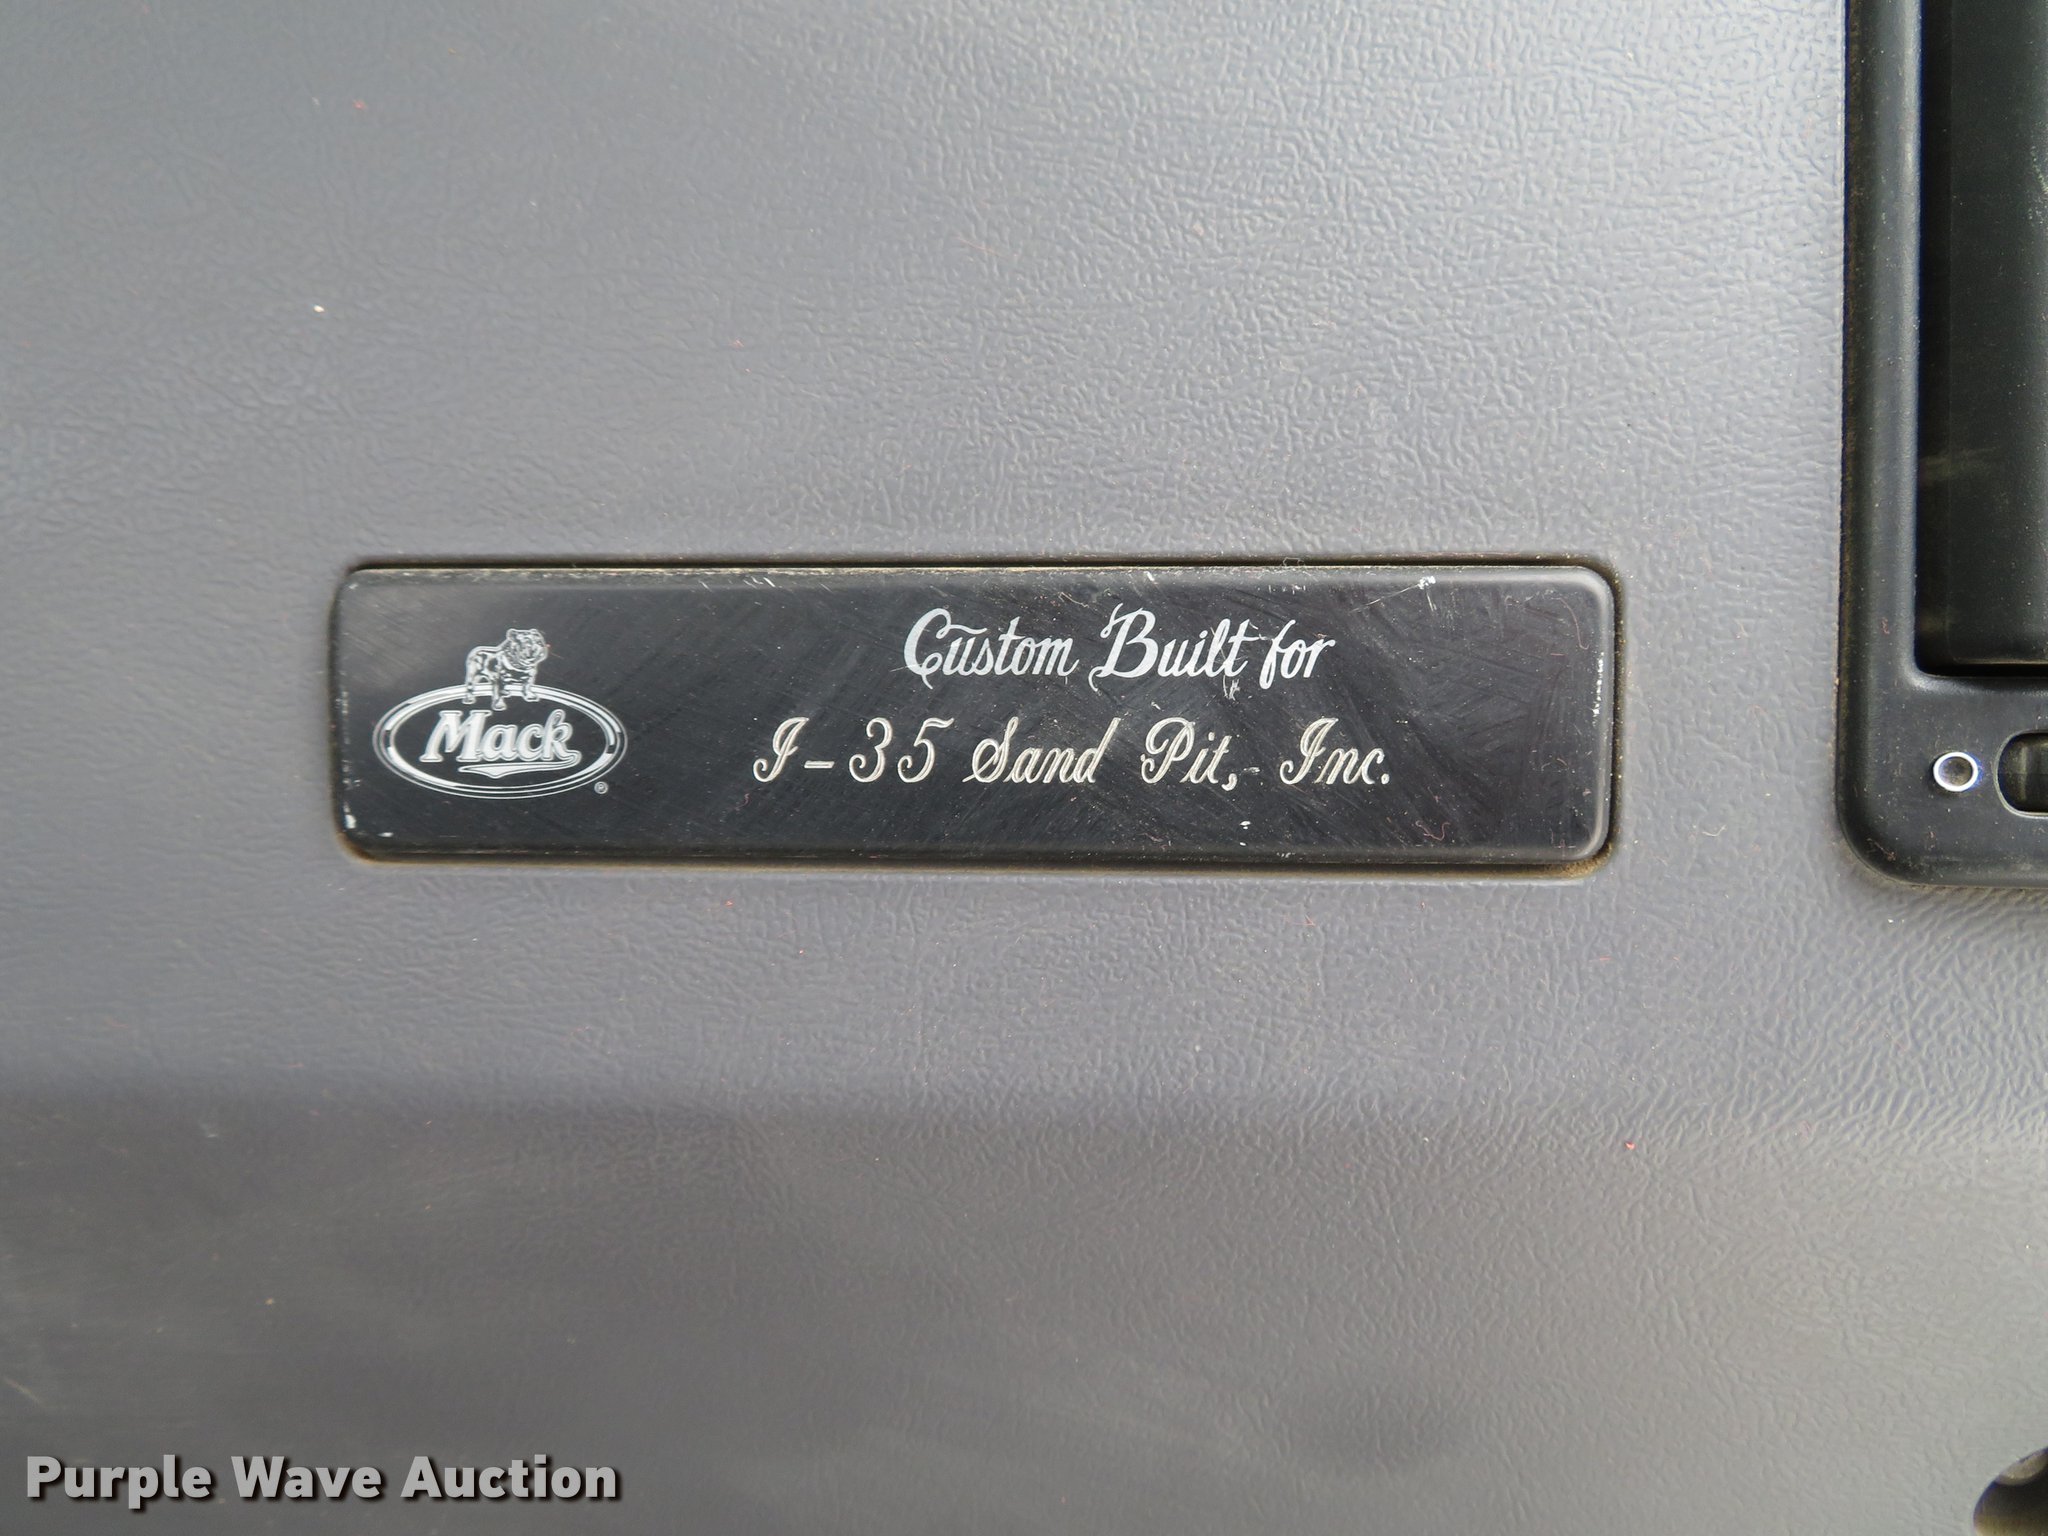 Custom Built for
Mack ®
I-35 Sand Pit, Inc.
Purple Wave Auction